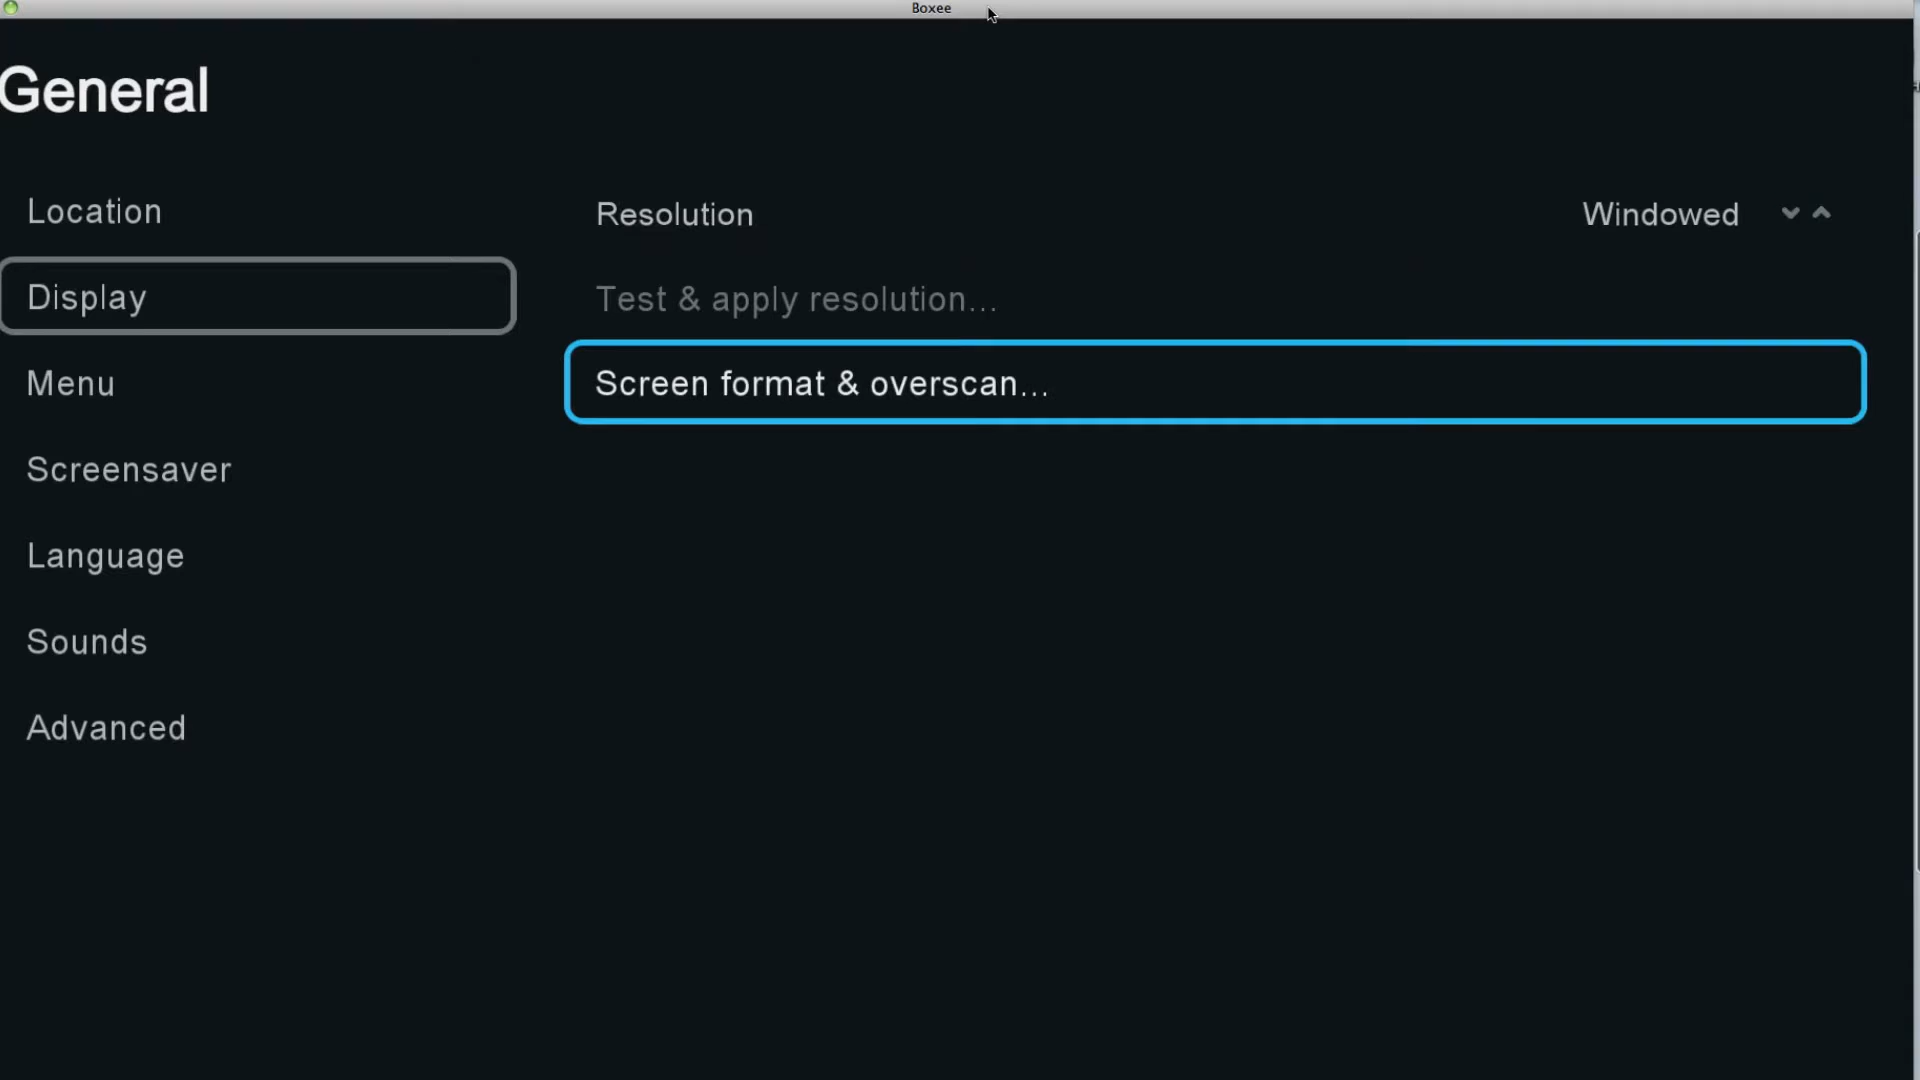 Boxee
General
Location
Display
Menu
Screensaver
Language
Sounds
Advanced
Resolution
Windowed
Test & apply resolution...
Screen format & overscan...